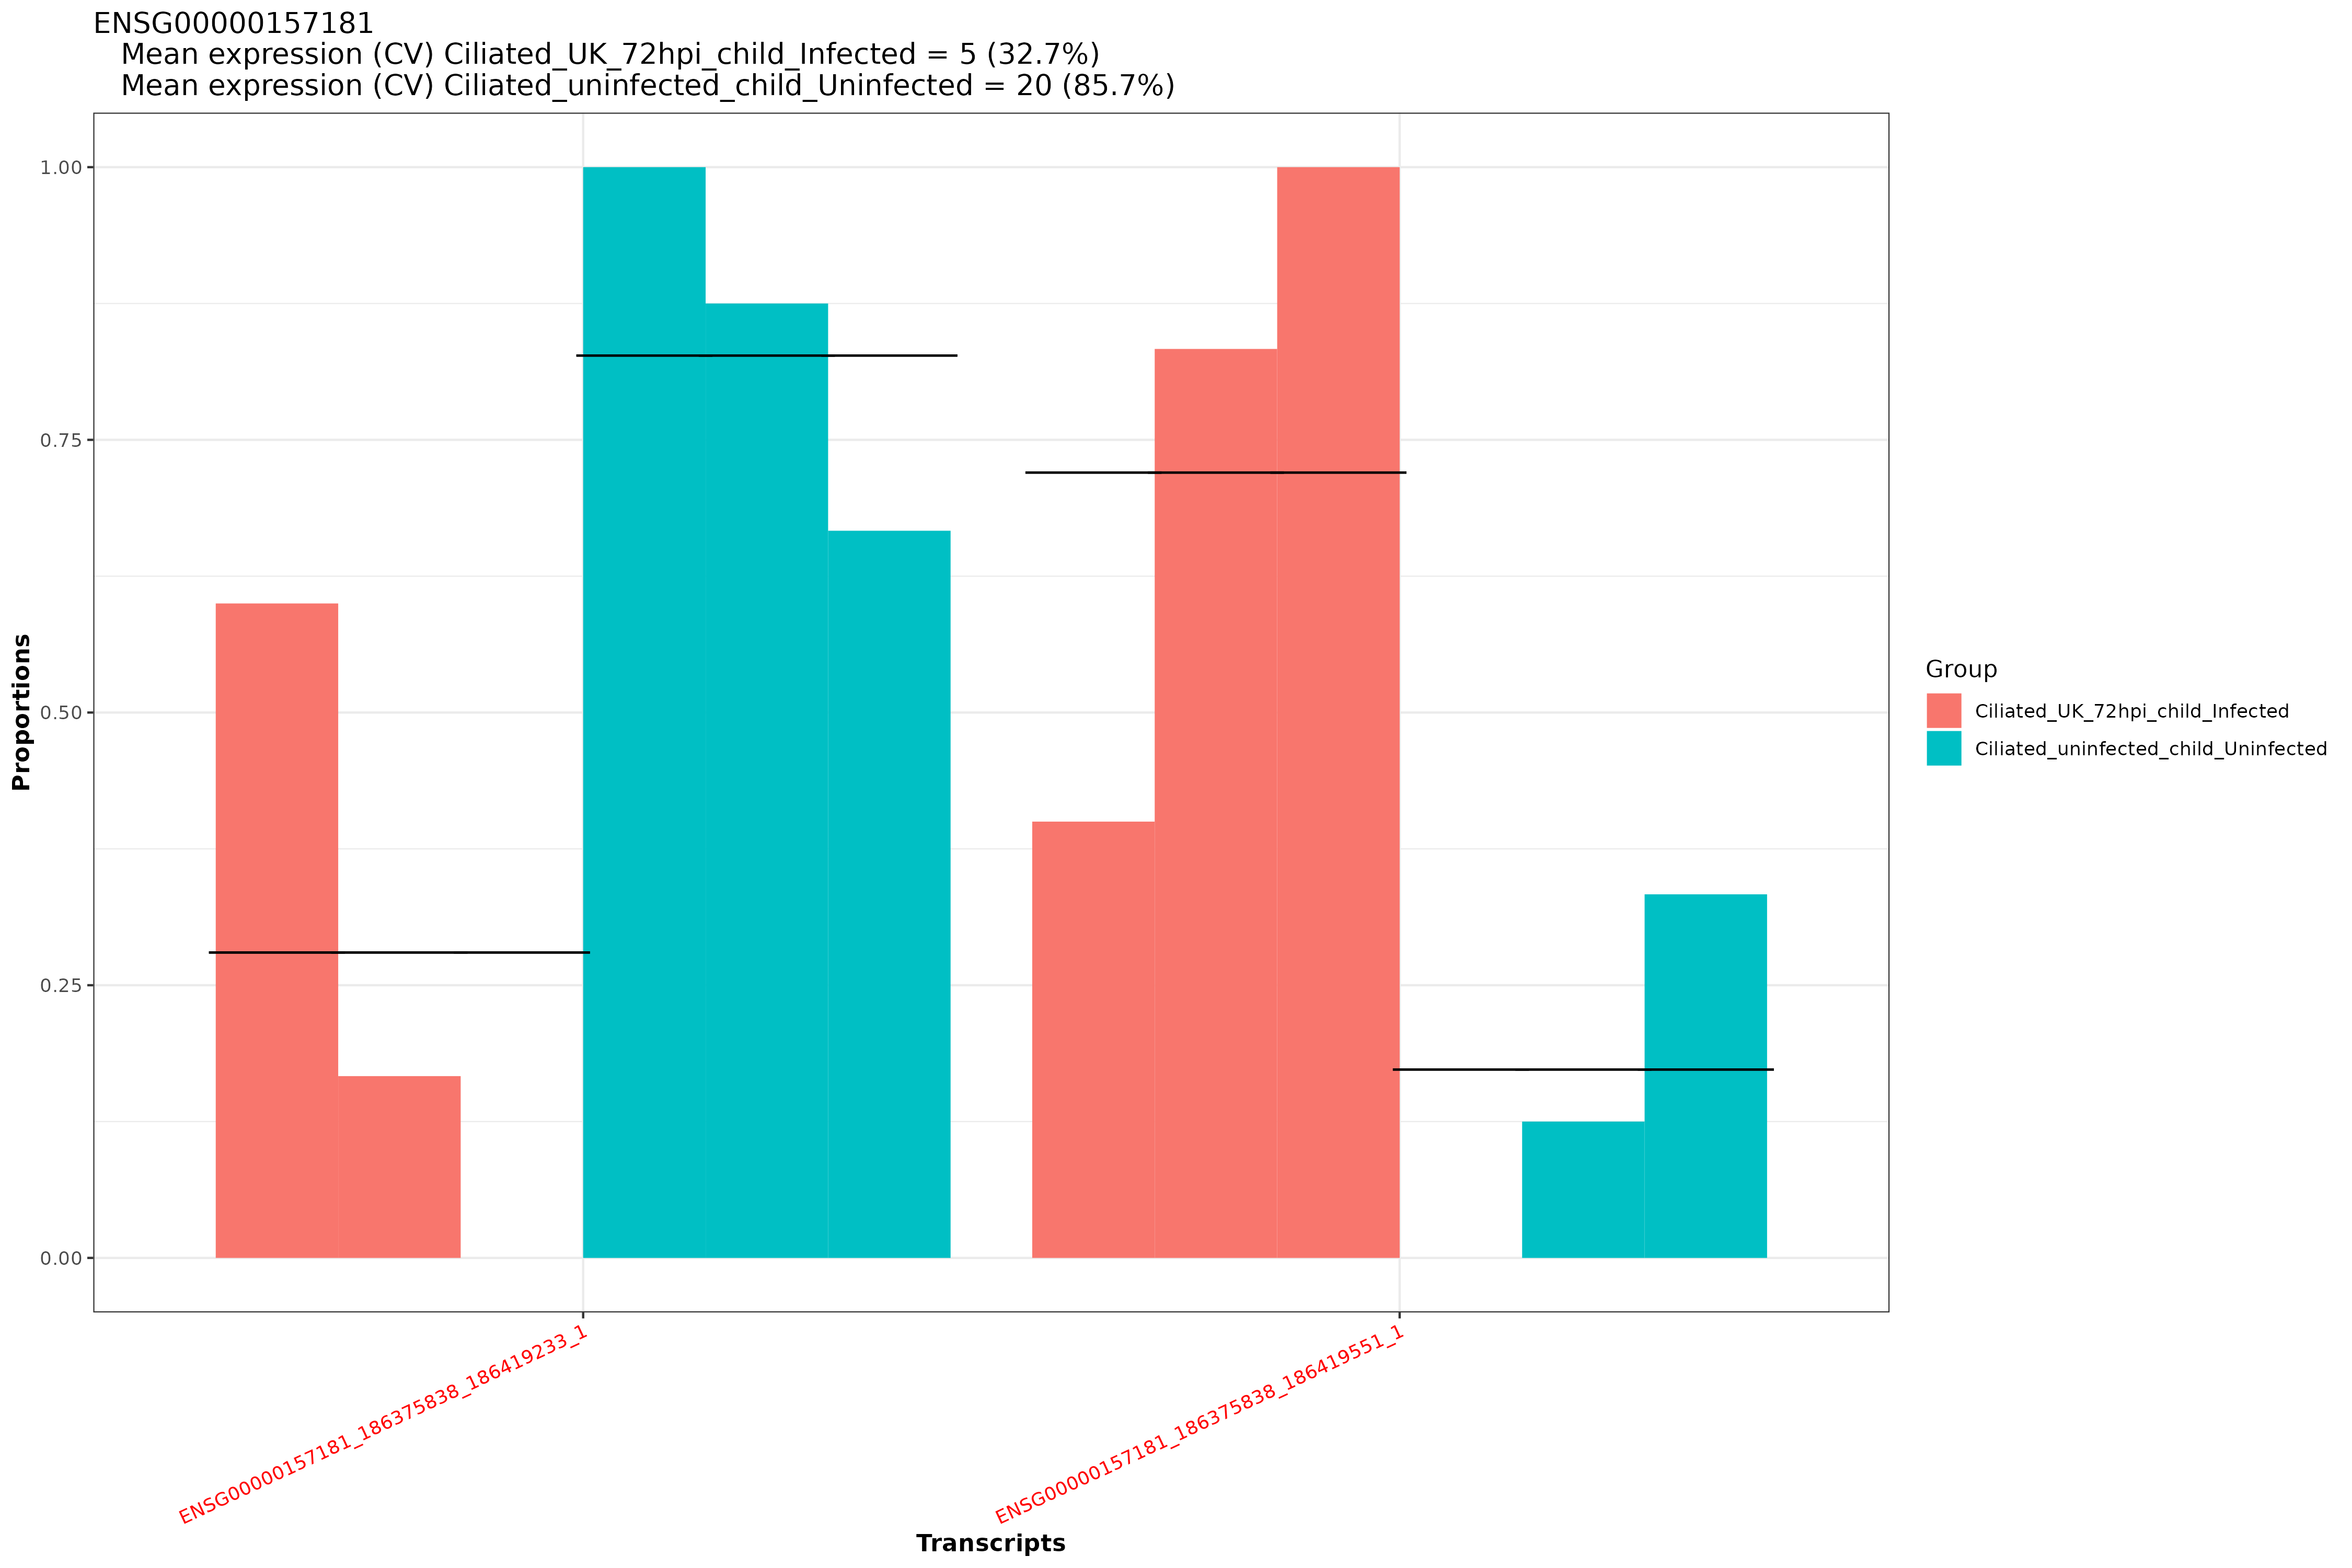 ENSG00000157181
Mean expression (CV) Ciliated_UK_72hpi_child_Infected = 5 (32.7%)
Mean expression (CV) Ciliated_uninfected_child_Uninfected = 20 (85.7%)
Proportions
1.00
0.75
0.50
0.25
0.00
ENSG00000157181_186375838_186419233_1
ENSG00000157181_186375838_186419551_1
Transcripts
Group
Ciliated_UK_72hpi_child_Infected
Ciliated_uninfected_child_Uninfected